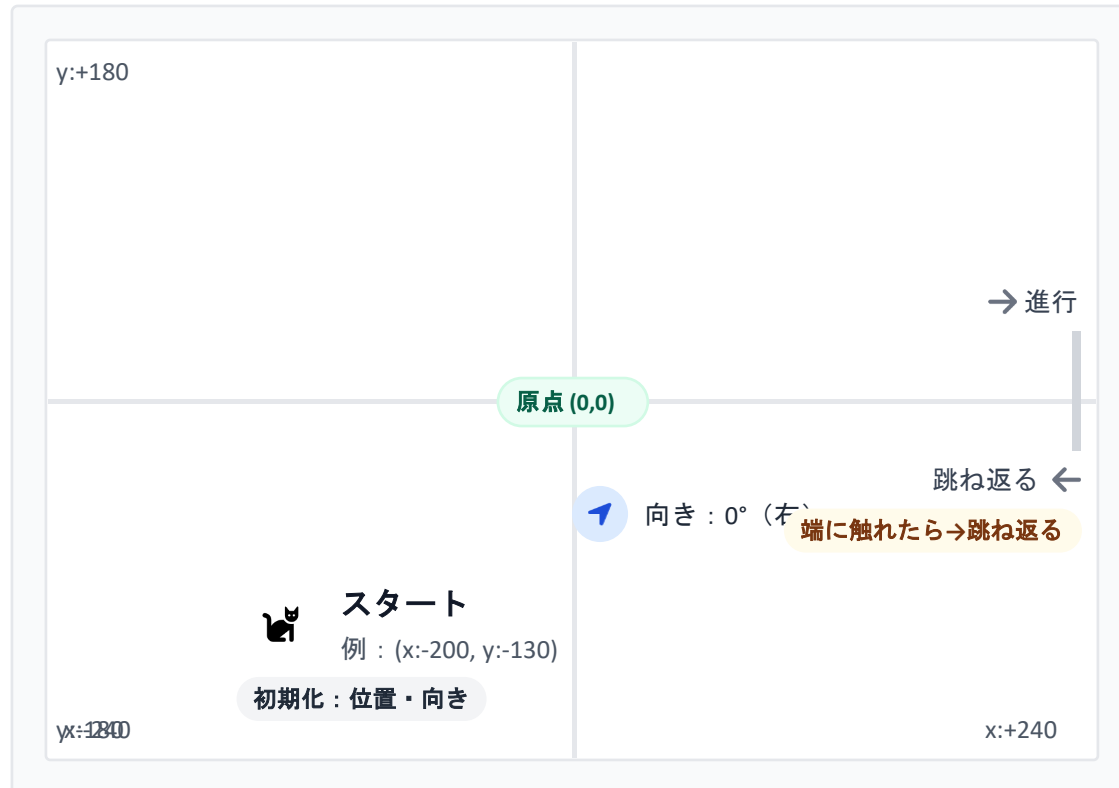 y:+180
進行
原点(0,0)
跳ね返る
向き：0°（右）
端に触れたら→跳ね返る
スタート
例：(x:-200, y:-130)
初期化：位置・向き
y:-180
x:-240
x:+240